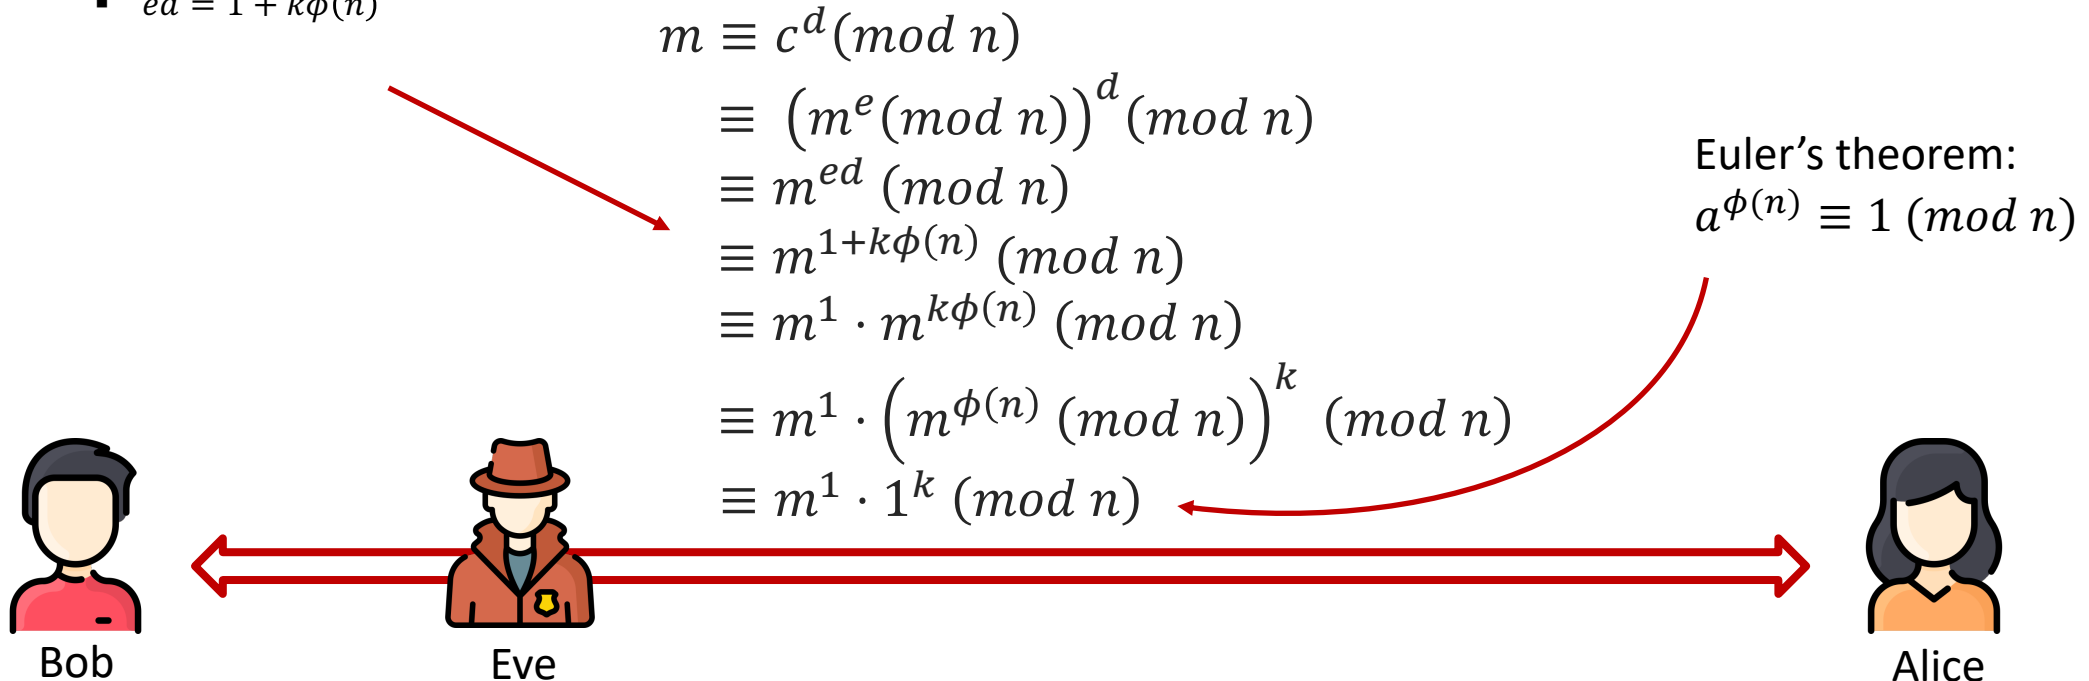 ▪ ed = 1 + kϕ(n)
m ≡ c^d (mod n)
≡ (m^e (mod n))^d (mod n)
≡ m^{ed} (mod n)
≡ m^{1+kϕ(n)} (mod n)
≡ m^1 · m^{kϕ(n)} (mod n)
≡ m^1 · (m^{ϕ(n)} (mod n))^k (mod n)
≡ m^1 · 1^k (mod n)
Euler’s theorem:
a^{ϕ(n)} ≡ 1 (mod n)
Bob
Eve
Alice